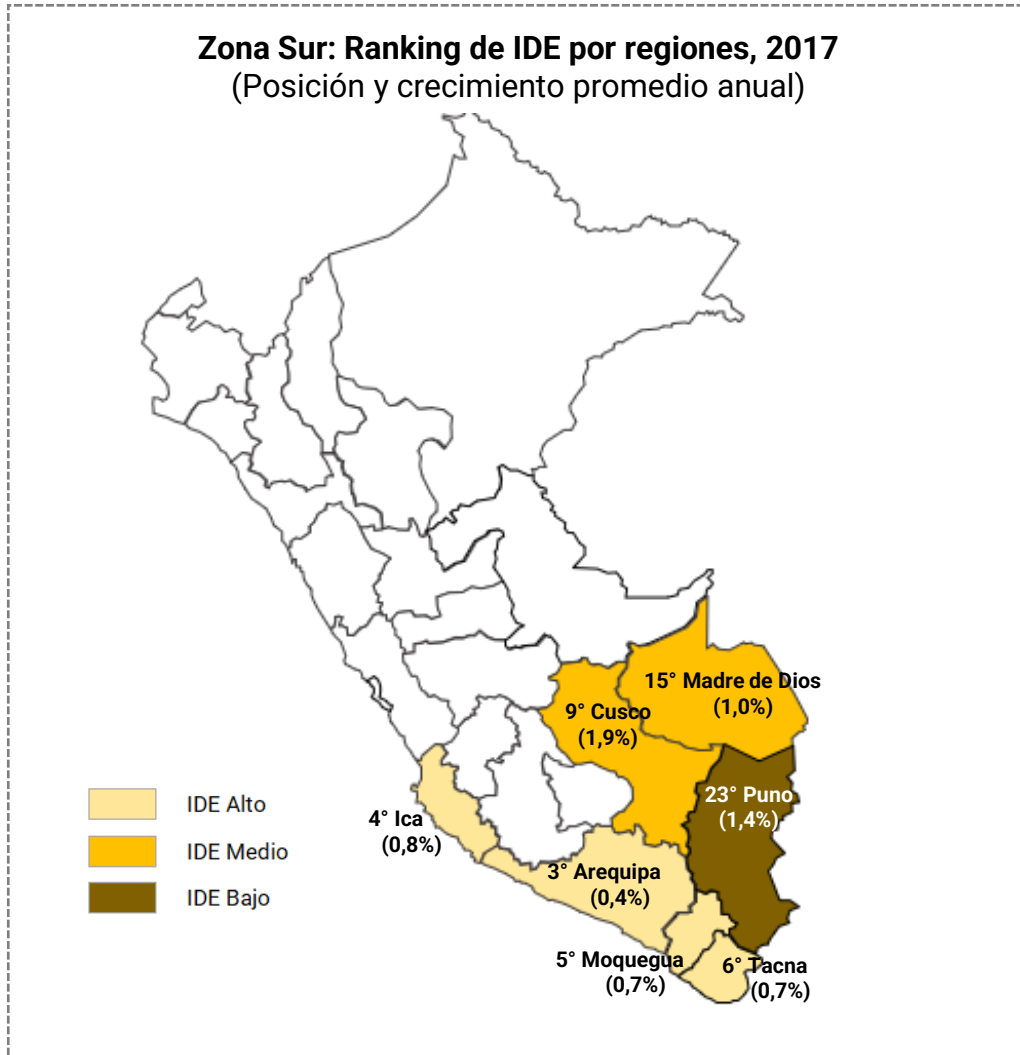 Zona Sur: Ranking de IDE por regiones, 2017
(Posición y crecimiento promedio anual)
15° Madre de Dios
(1,0%)
9° Cusco
(1,9%)
23° Puno
(1,4%)
4° Ica
(0,8%)
3° Arequipa
(0,4%)
5° Moquegua
(0,7%)
6° Tacna
(0,7%)
IDE Alto
IDE Medio
IDE Bajo